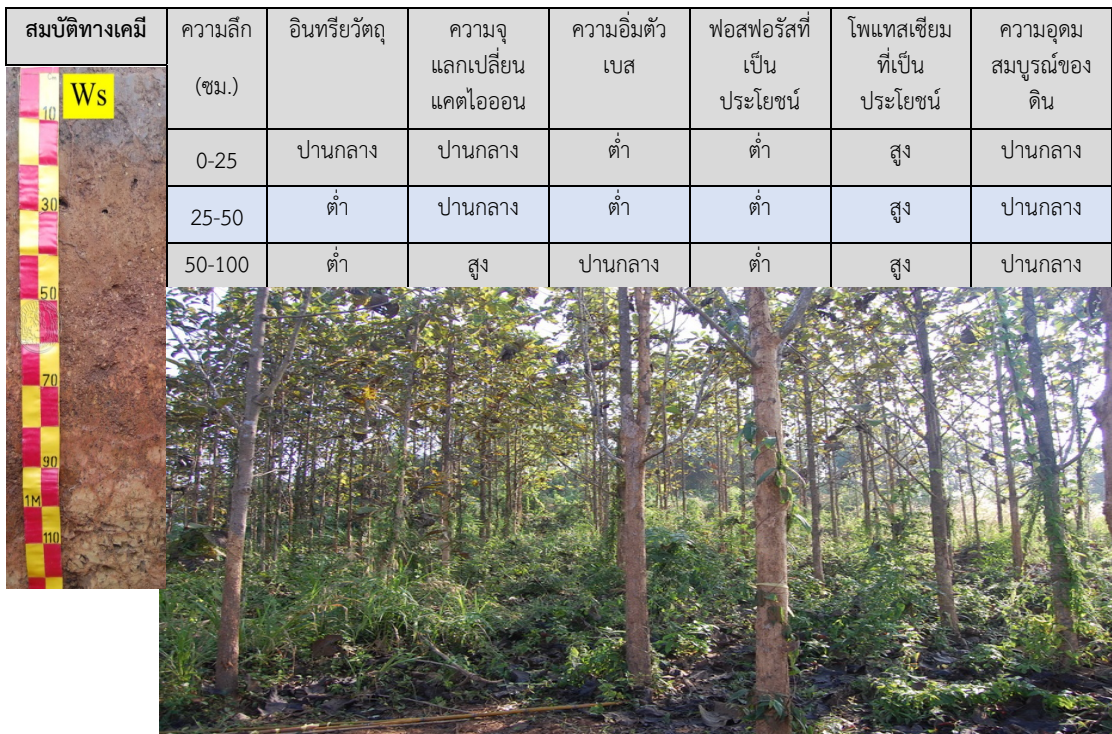 สมบัติทางเคมี
ความลึก
(ซม.)
อินทรียวัตถุ
ความจุ
แลกเปลี่ยน
แคตไอออน
ความอิ่มตัว
เบส
ฟอสฟอรัสที่
เป็น
ประโยชน์
โพแทสเซียม
ที่เป็น
ประโยชน์
ความอุดม
สมบูรณ์ของ
ดิน
0-25 ปานกลาง ปานกลาง ต่ำ ต่ำ สูง ปานกลาง
25-50 ต่ำ ปานกลาง ต่ำ ต่ำ สูง ปานกลาง
50-100 ต่ำ สูง ปานกลาง ต่ำ สูง ปานกลาง
Ws
10
30
50
70
90
1M
110